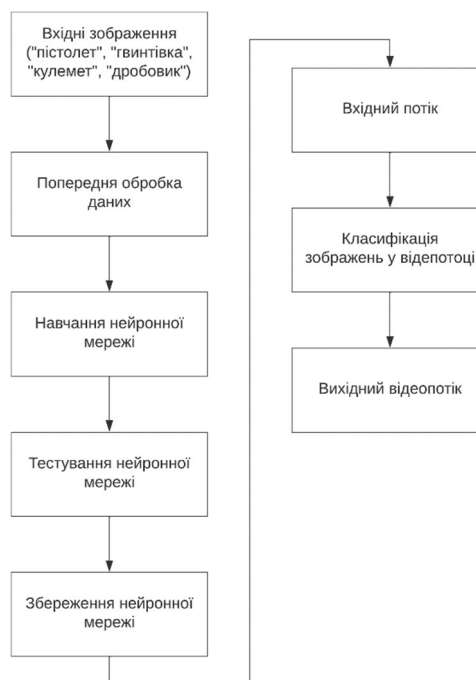 Вхідні зображення
("пістолет", "гвинтівка",
"кулемет", "дробовик")
Попередня обробка
даних
Навчання нейронної
мережі
Тестування нейронної
мережі
Збереження нейронної
мережі
Вхідний потік
Класифікація
зображень у відепотоці
Вихідний відеопотік